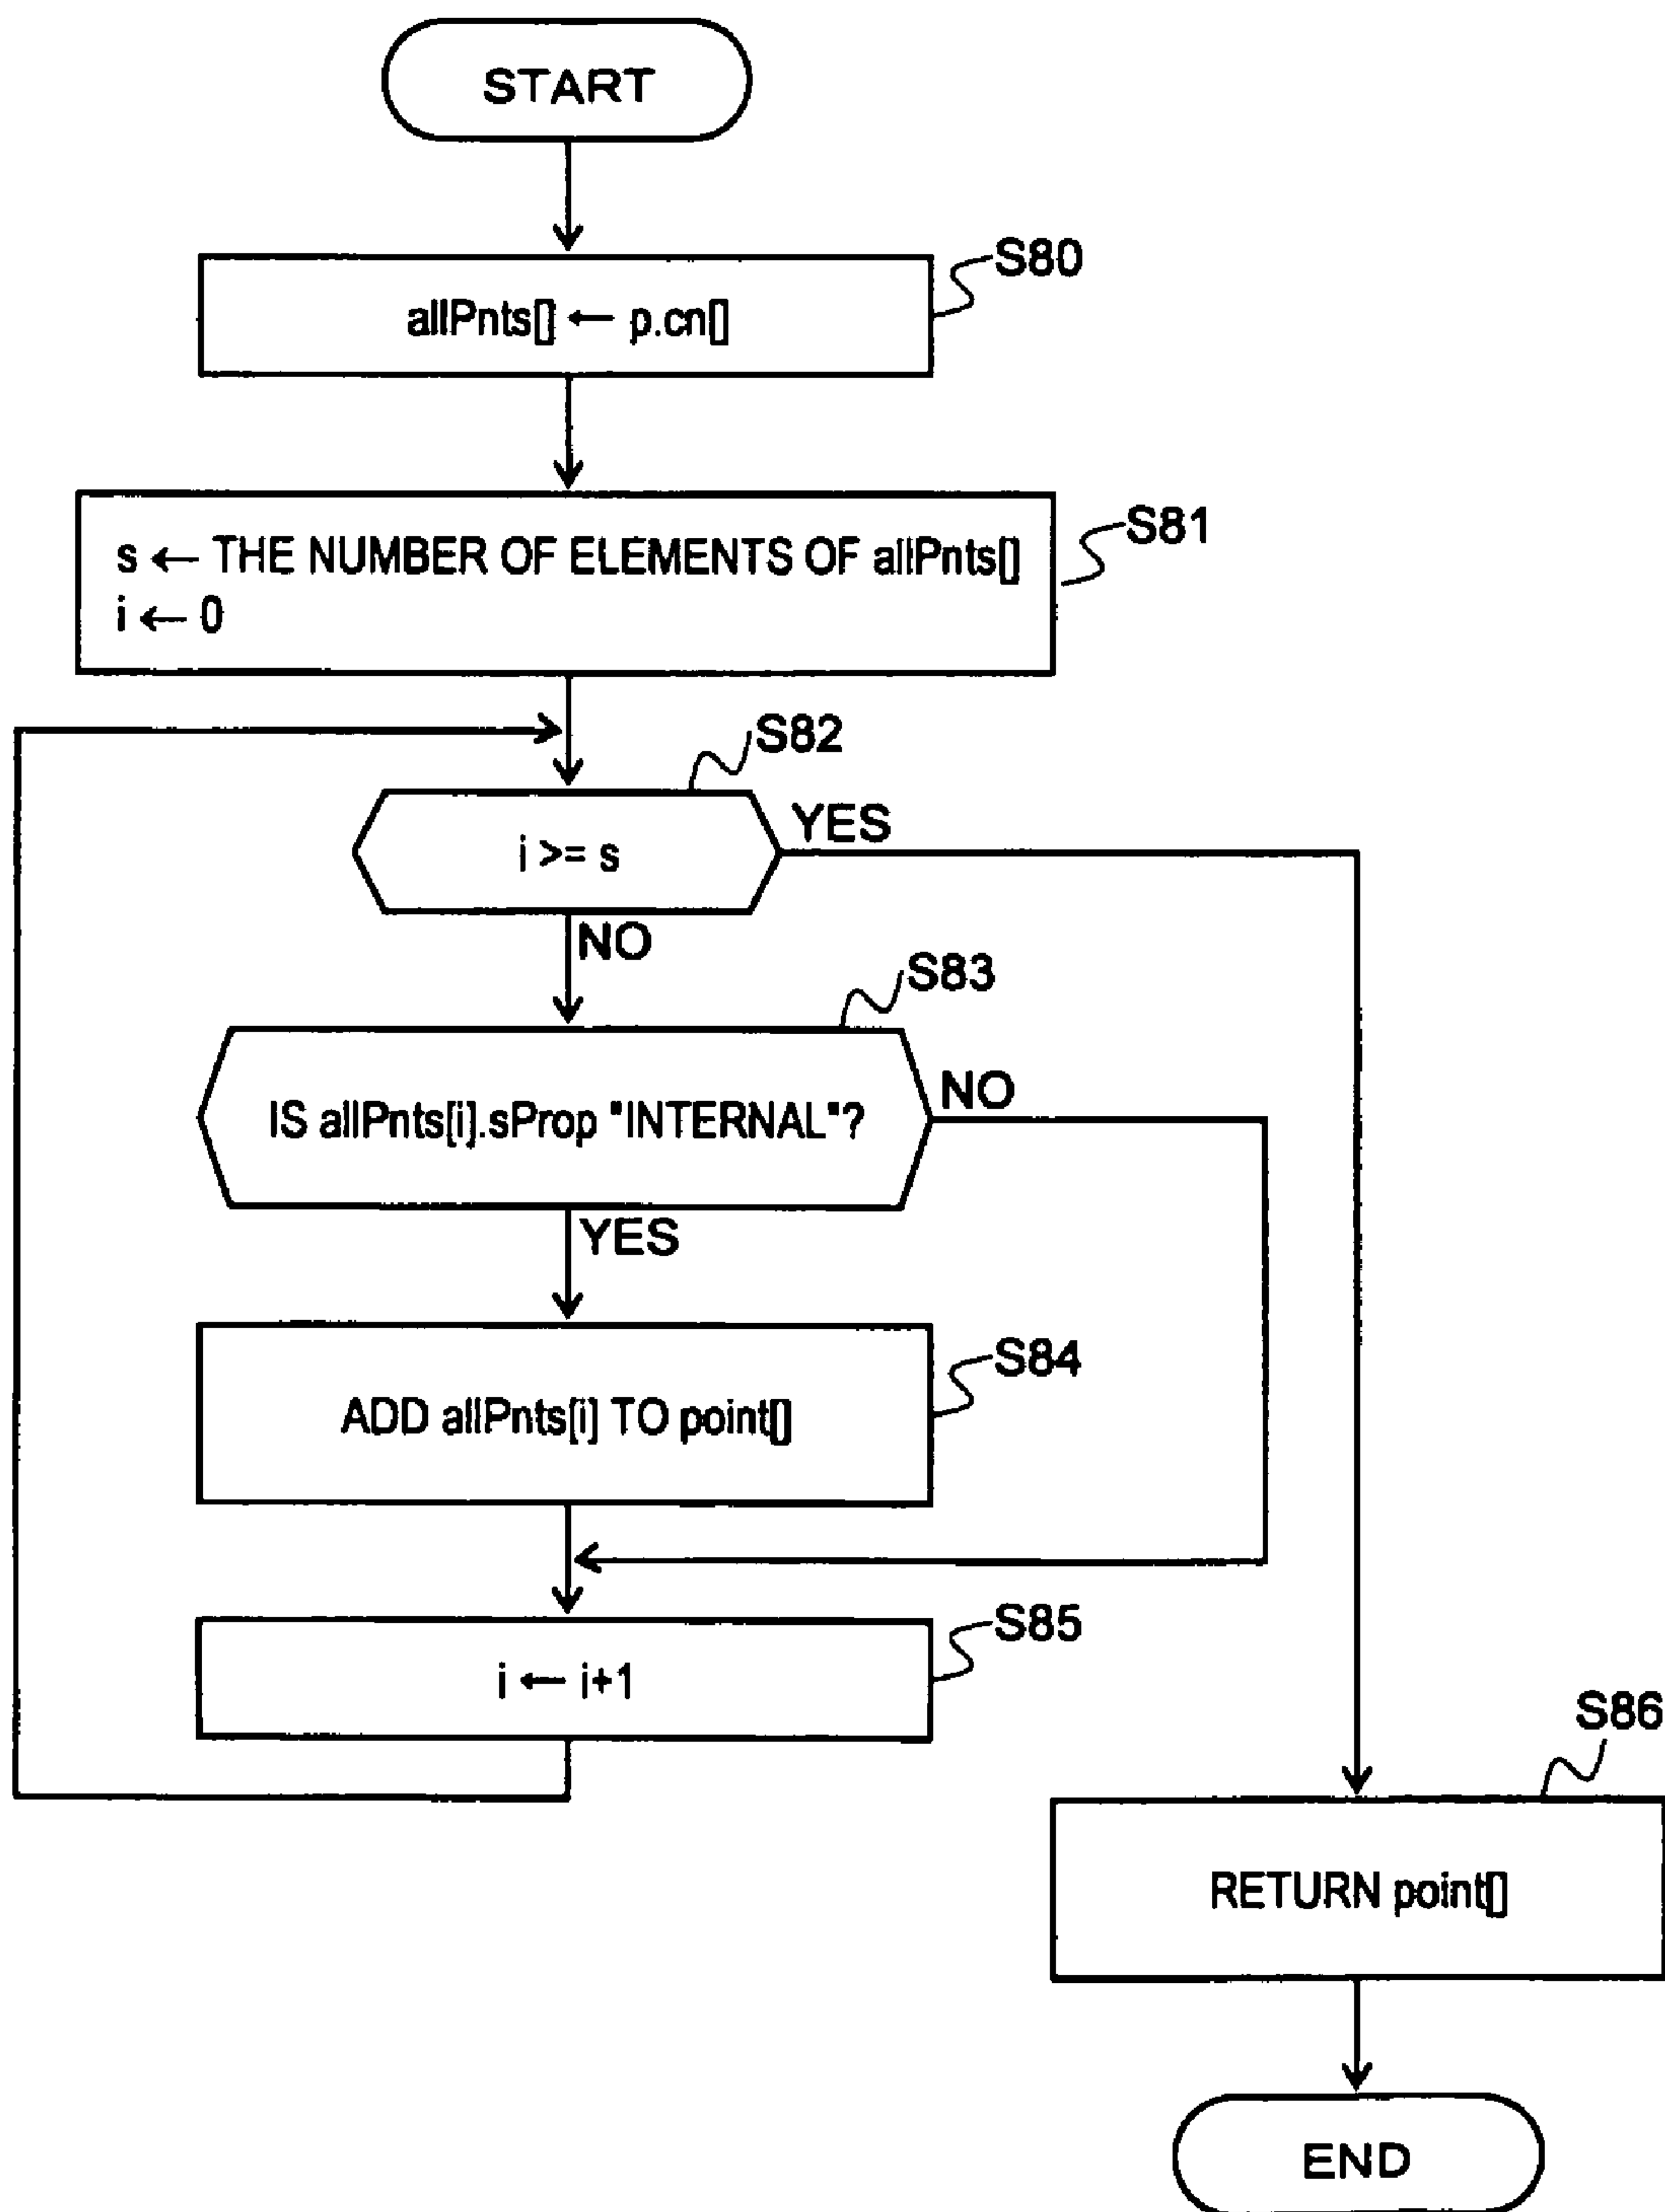 START
S80
allPnts[] ← p.cn[]
S81
s ← THE NUMBER OF ELEMENTS OF allPnts[]
i ← 0
S82
i >= s
YES
NO
S83
IS allPnts[i].sProp "INTERNAL"?
NO
YES
S84
ADD allPnts[i] TO point[]
S85
i ← i+1
S86
RETURN point[]
END